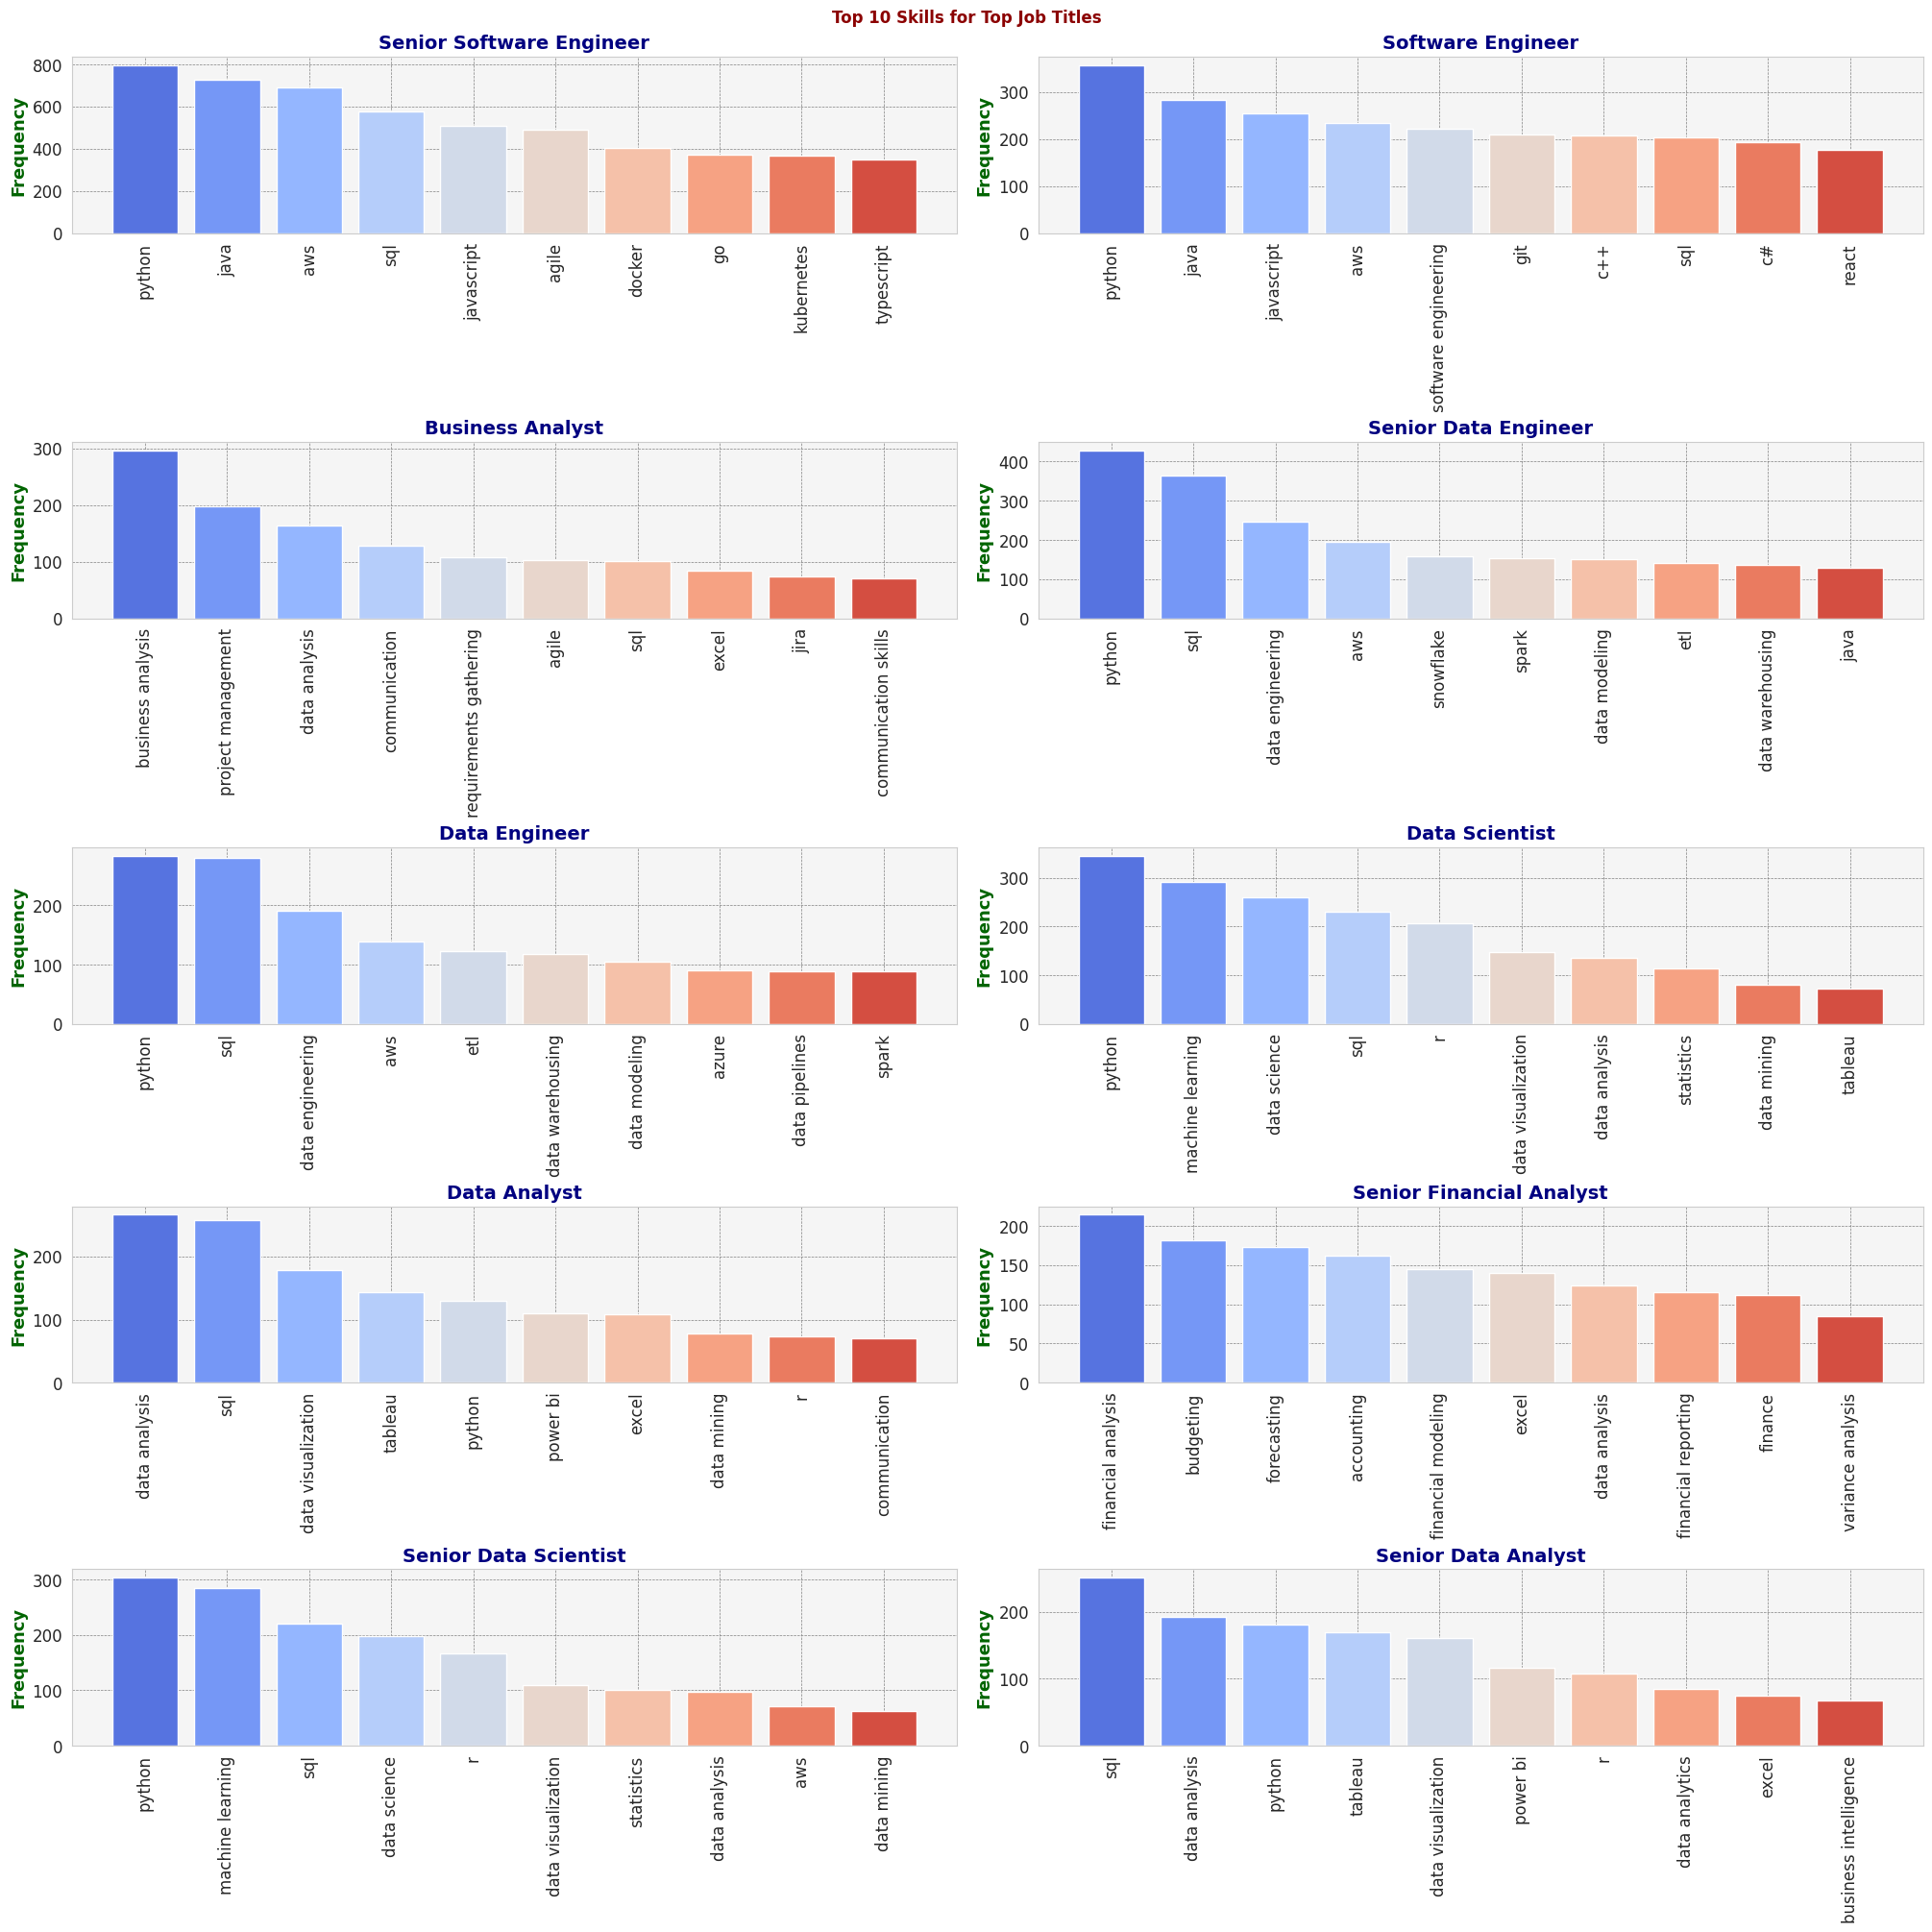 Top 10 Skills for Top Job Titles
Senior Software Engineer
Frequency
800
600
400
200
0
python
java
aws
sql
javascript
agile
docker
go
kubernetes
typescript
Software Engineer
Frequency
300
200
100
0
python
java
javascript
aws
software engineering
git
c++
sql
c#
react
Business Analyst
Frequency
300
200
100
0
business analysis
project management
data analysis
communication
requirements gathering
agile
sql
excel
jira
communication skills
Senior Data Engineer
Frequency
400
300
200
100
0
python
sql
data engineering
aws
snowflake
spark
data modeling
etl
data warehousing
java
Data Engineer
Frequency
200
100
0
python
sql
data engineering
aws
etl
data warehousing
data modeling
azure
data pipelines
spark
Data Scientist
Frequency
300
200
100
0
python
machine learning
data science
sql
r
data visualization
data analysis
statistics
data mining
tableau
Data Analyst
Frequency
200
100
0
data analysis
sql
data visualization
tableau
python
power bi
excel
data mining
r
communication
Senior Financial Analyst
Frequency
200
150
100
50
0
financial analysis
budgeting
forecasting
accounting
financial modeling
excel
data analysis
financial reporting
finance
variance analysis
Senior Data Scientist
Frequency
300
200
100
0
python
machine learning
sql
data science
r
data visualization
statistics
data analysis
aws
data mining
Senior Data Analyst
Frequency
200
100
0
sql
data analysis
python
tableau
data visualization
power bi
r
data analytics
excel
business intelligence